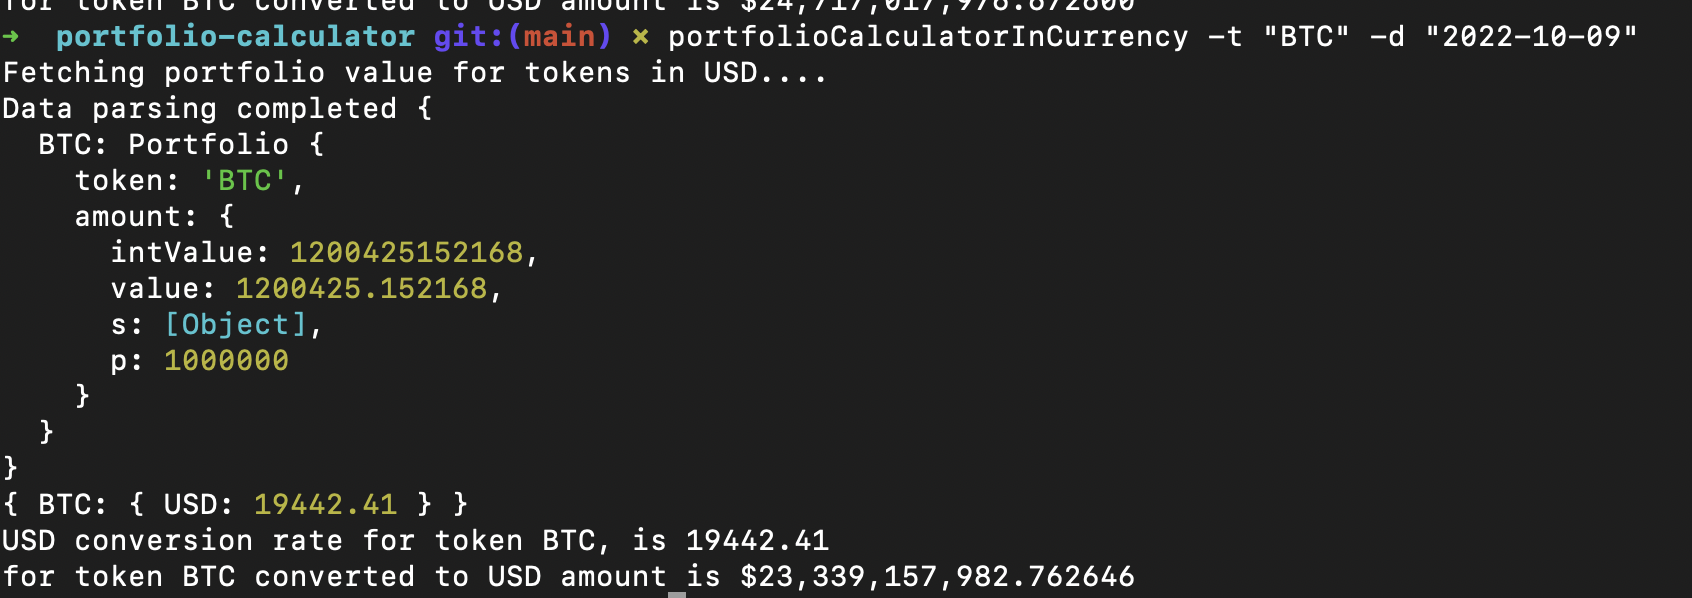 for token BTC converted to USD amount is $24,717,017,976.672600
➜  portfolio-calculator git:(main) ✗ portfolioCalculatorInCurrency -t "BTC" -d "2022-10-09"
Fetching portfolio value for tokens in USD....
Data parsing completed {
  BTC: Portfolio {
    token: 'BTC',
    amount: {
      intValue: 1200425152168,
      value: 1200425.152168,
      s: [Object],
      p: 1000000
    }
  }
}
{ BTC: { USD: 19442.41 } }
USD conversion rate for token BTC, is 19442.41
for token BTC converted to USD amount is $23,339,157,982.762646